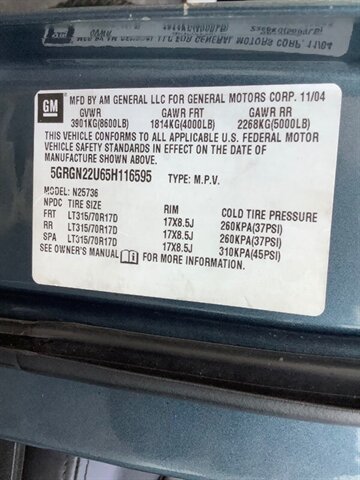 GM MFD BY AM GENERAL LLC FOR GENERAL MOTORS CORP. 11/04
GVWR GAWR FRT GAWR RR
3901KG(8600LB) 1814KG(4000LB) 2268KG(5000LB)
THIS VEHICLE CONFORMS TO ALL APPLICABLE U.S. FEDERAL MOTOR
VEHICLE SAFETY STANDARDS IN EFFECT ON THE DATE OF
MANUFACTURE SHOWN ABOVE.
5GRGN22U65H116595 TYPE: M.P.V.
MODEL: N25736
NPDC TIRE SIZE RIM COLD TIRE PRESSURE
FRT LT315/70R17D 17X8.5J 260KPA(37PSI)
RR LT315/70R17D 17X8.5J 260KPA(37PSI)
SPA LT315/70R17D 17X8.5J 310KPA(45PSI)
SEE OWNER'S MANUAL FOR ADDITIONAL INFORMATION